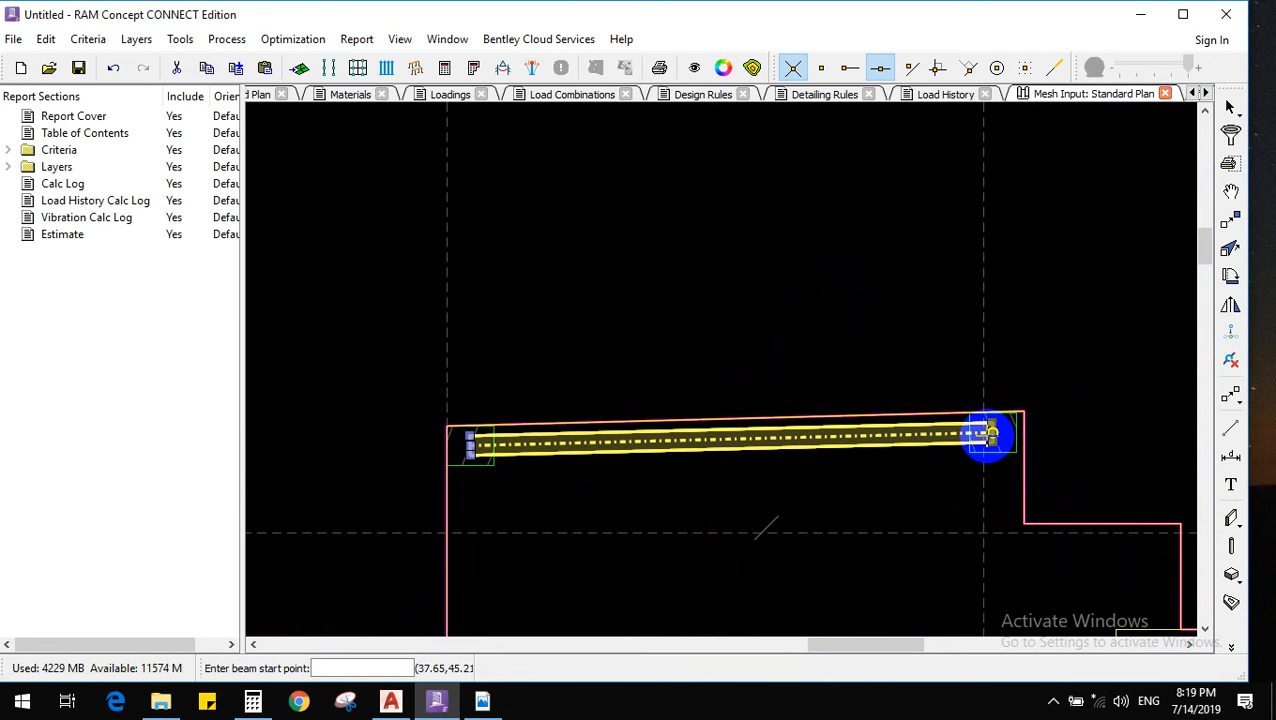 Untitled - RAM Concept CONNECT Edition
File Edit Criteria Layers Tools Process Optimization Report View Window Bentley Cloud Services Help
Sign In
Report Sections Include Orier
Plan Materials Loadings Load Combinations Design Rules Detailing Rules Load History Mesh Input: Standard Plan
Report Cover Yes Defau
Table of Contents Yes Defau
Criteria Yes Defau
Layers Yes Defau
Calc Log Yes Defau
Load History Calc Log Yes Defau
Vibration Calc Log Yes Defau
Estimate Yes Defau
T
Activate Windows
Go to Settings to activate Windows.
Used: 4229 MB Available: 11574 M Enter beam start point: (37.65,45.21
ENG
8:19 PM
7/14/2019